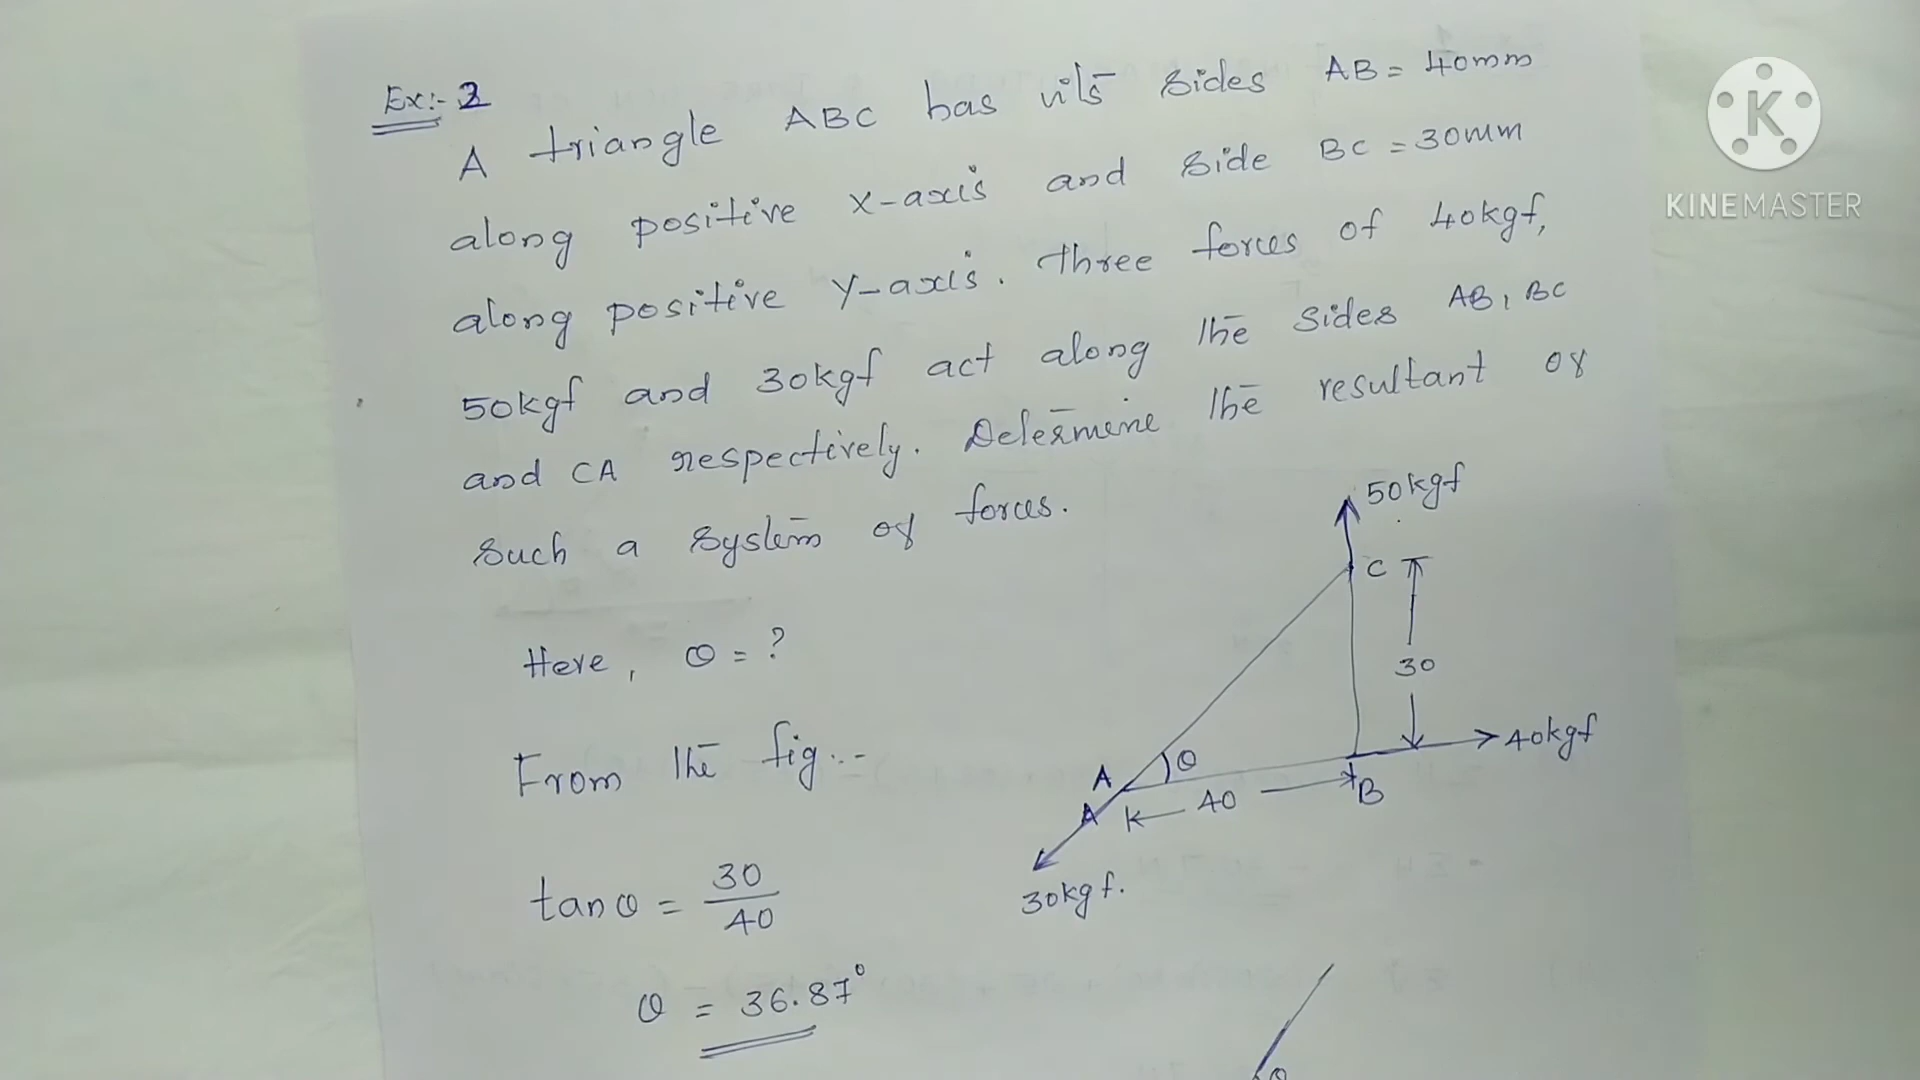 Ex:- 2
A triangle ABC has its sides AB = 40mm
along positive X-axis and side BC = 30mm
along positive Y-axis. Three forces of 40kgf,
50kgf and 30kgf act along the sides AB, BC
and CA respectively. Determine the resultant of
such a system of forces.
50kgf
C
30
40kgf
Here, θ = ?
From the fig :-
A
θ
40
B
A
30kgf.
tanθ = 30/40
θ = 36.87°
θ
K
KINEMASTER